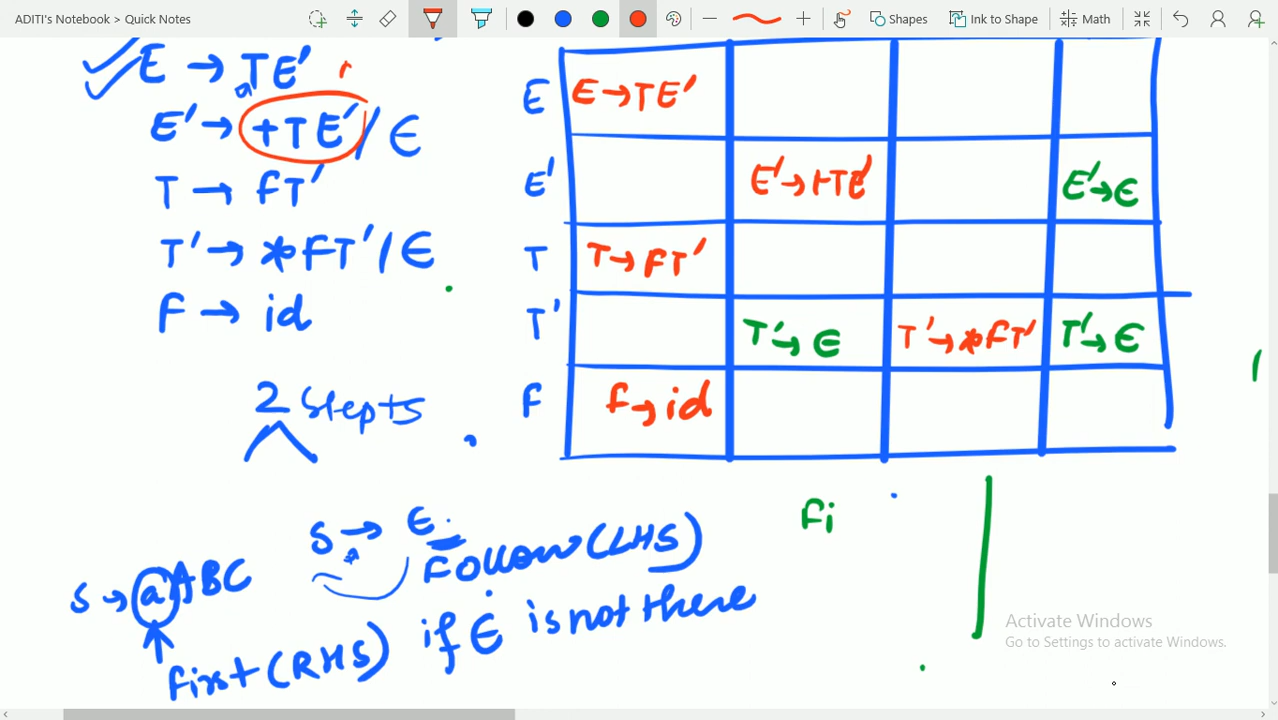 ADITI's Notebook > Quick Notes
Shapes
Ink to Shape
Math
E → TE'
E' → +TE' / ∈
T → FT'
T' → *FT' / ∈
F → id
2 Stepts
E
E → TE'
E'
E' → +TE'
E' → ∈
T
T → FT'
T'
T' → ∈
T' → *FT'
T' → ∈
F
F → id
Fi
S → ∈.
Follow (LHS)
S → aABC
First (RHS) if ∈ is not there
Activate Windows
Go to Settings to activate Windows.